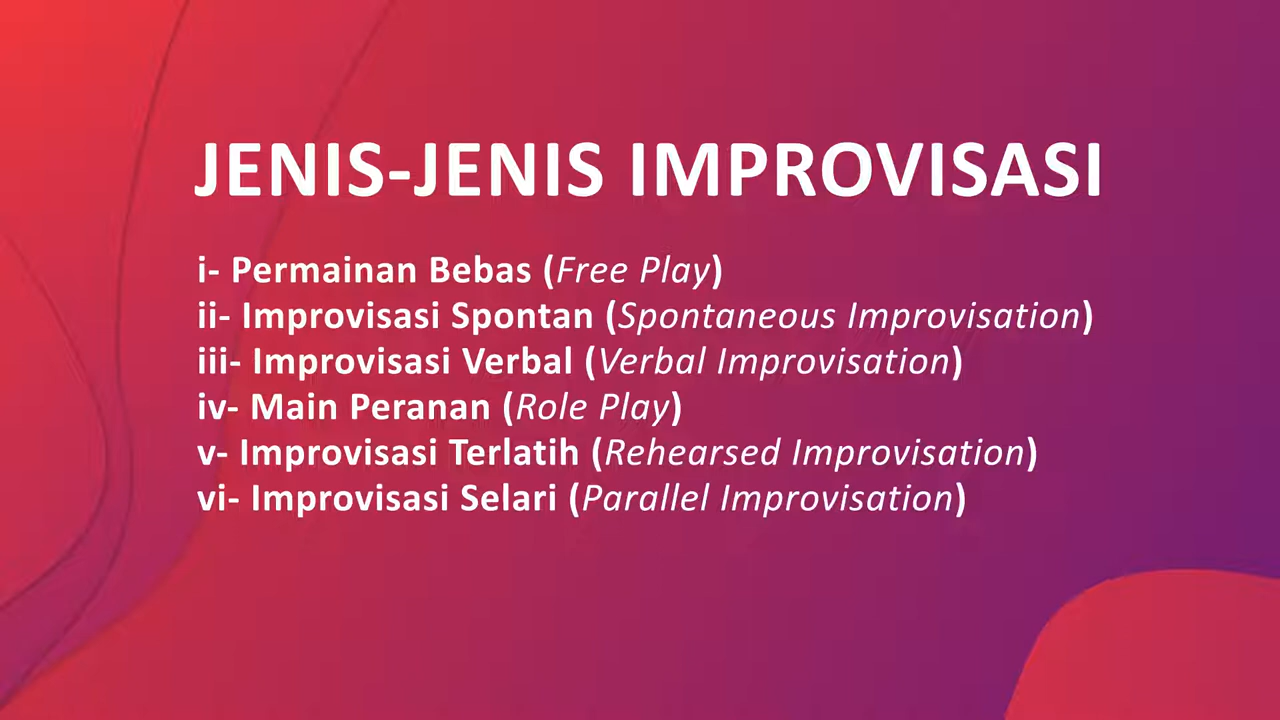 JENIS-JENIS IMPROVISASI
i- Permainan Bebas (Free Play)
ii- Improvisasi Spontan (Spontaneous Improvisation)
iii- Improvisasi Verbal (Verbal Improvisation)
iv- Main Peranan (Role Play)
v- Improvisasi Terlatih (Rehearsed Improvisation)
vi- Improvisasi Selari (Parallel Improvisation)